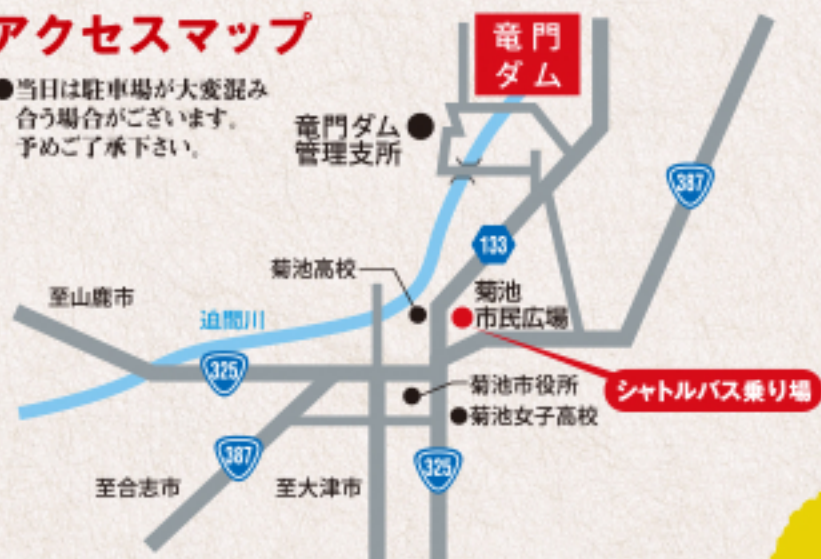 アクセスマップ
●当日は駐車場が大変混み
合う場合がございます。
予めご了承下さい。
竜門
ダム
竜門ダム
管理支所
387
133
菊池高校
菊池
市民広場
至山鹿市
迫間川
325
菊池市役所
シャトルバス乗り場
菊池女子高校
387
325
至合志市
至大津市